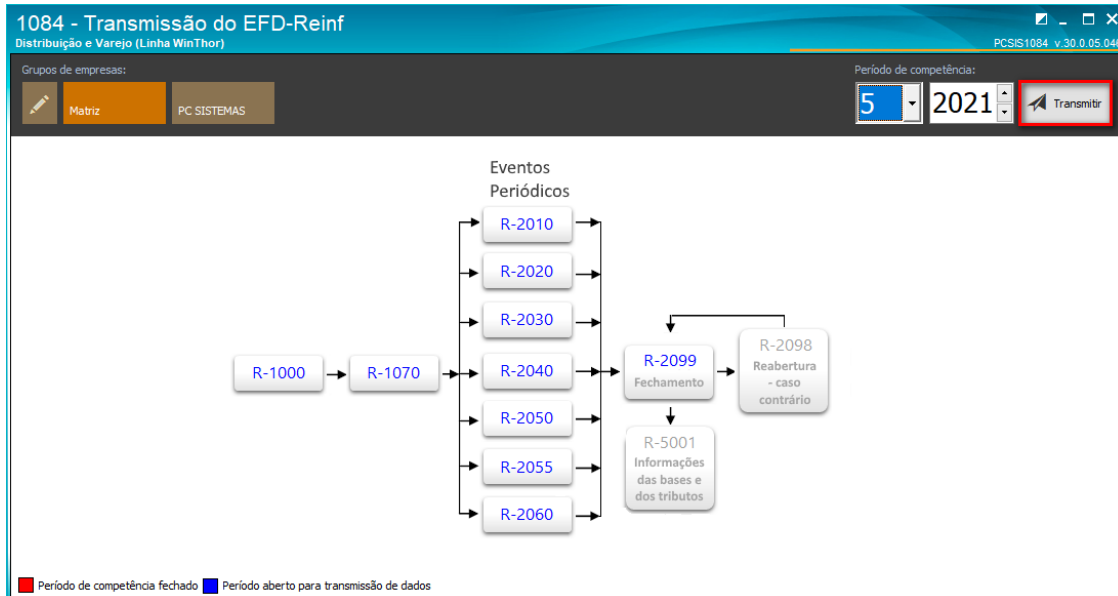 1084 - Transmissão do EFD-Reinf
Distribuição e Varejo (Linha WinThor)
PCSIS1084 v.30.0.05.046
Grupos de empresas:
Matriz
PC SISTEMAS
Período de competência:
5
2021
Transmitir
Eventos
Periódicos
R-2010
R-2020
R-2030
R-1000
R-1070
R-2040
R-2050
R-2055
R-2060
R-2099
Fechamento
R-2098
Reabertura
- caso
contrário
R-5001
Informações
das bases e
dos tributos
Período de competência fechado
Período aberto para transmissão de dados